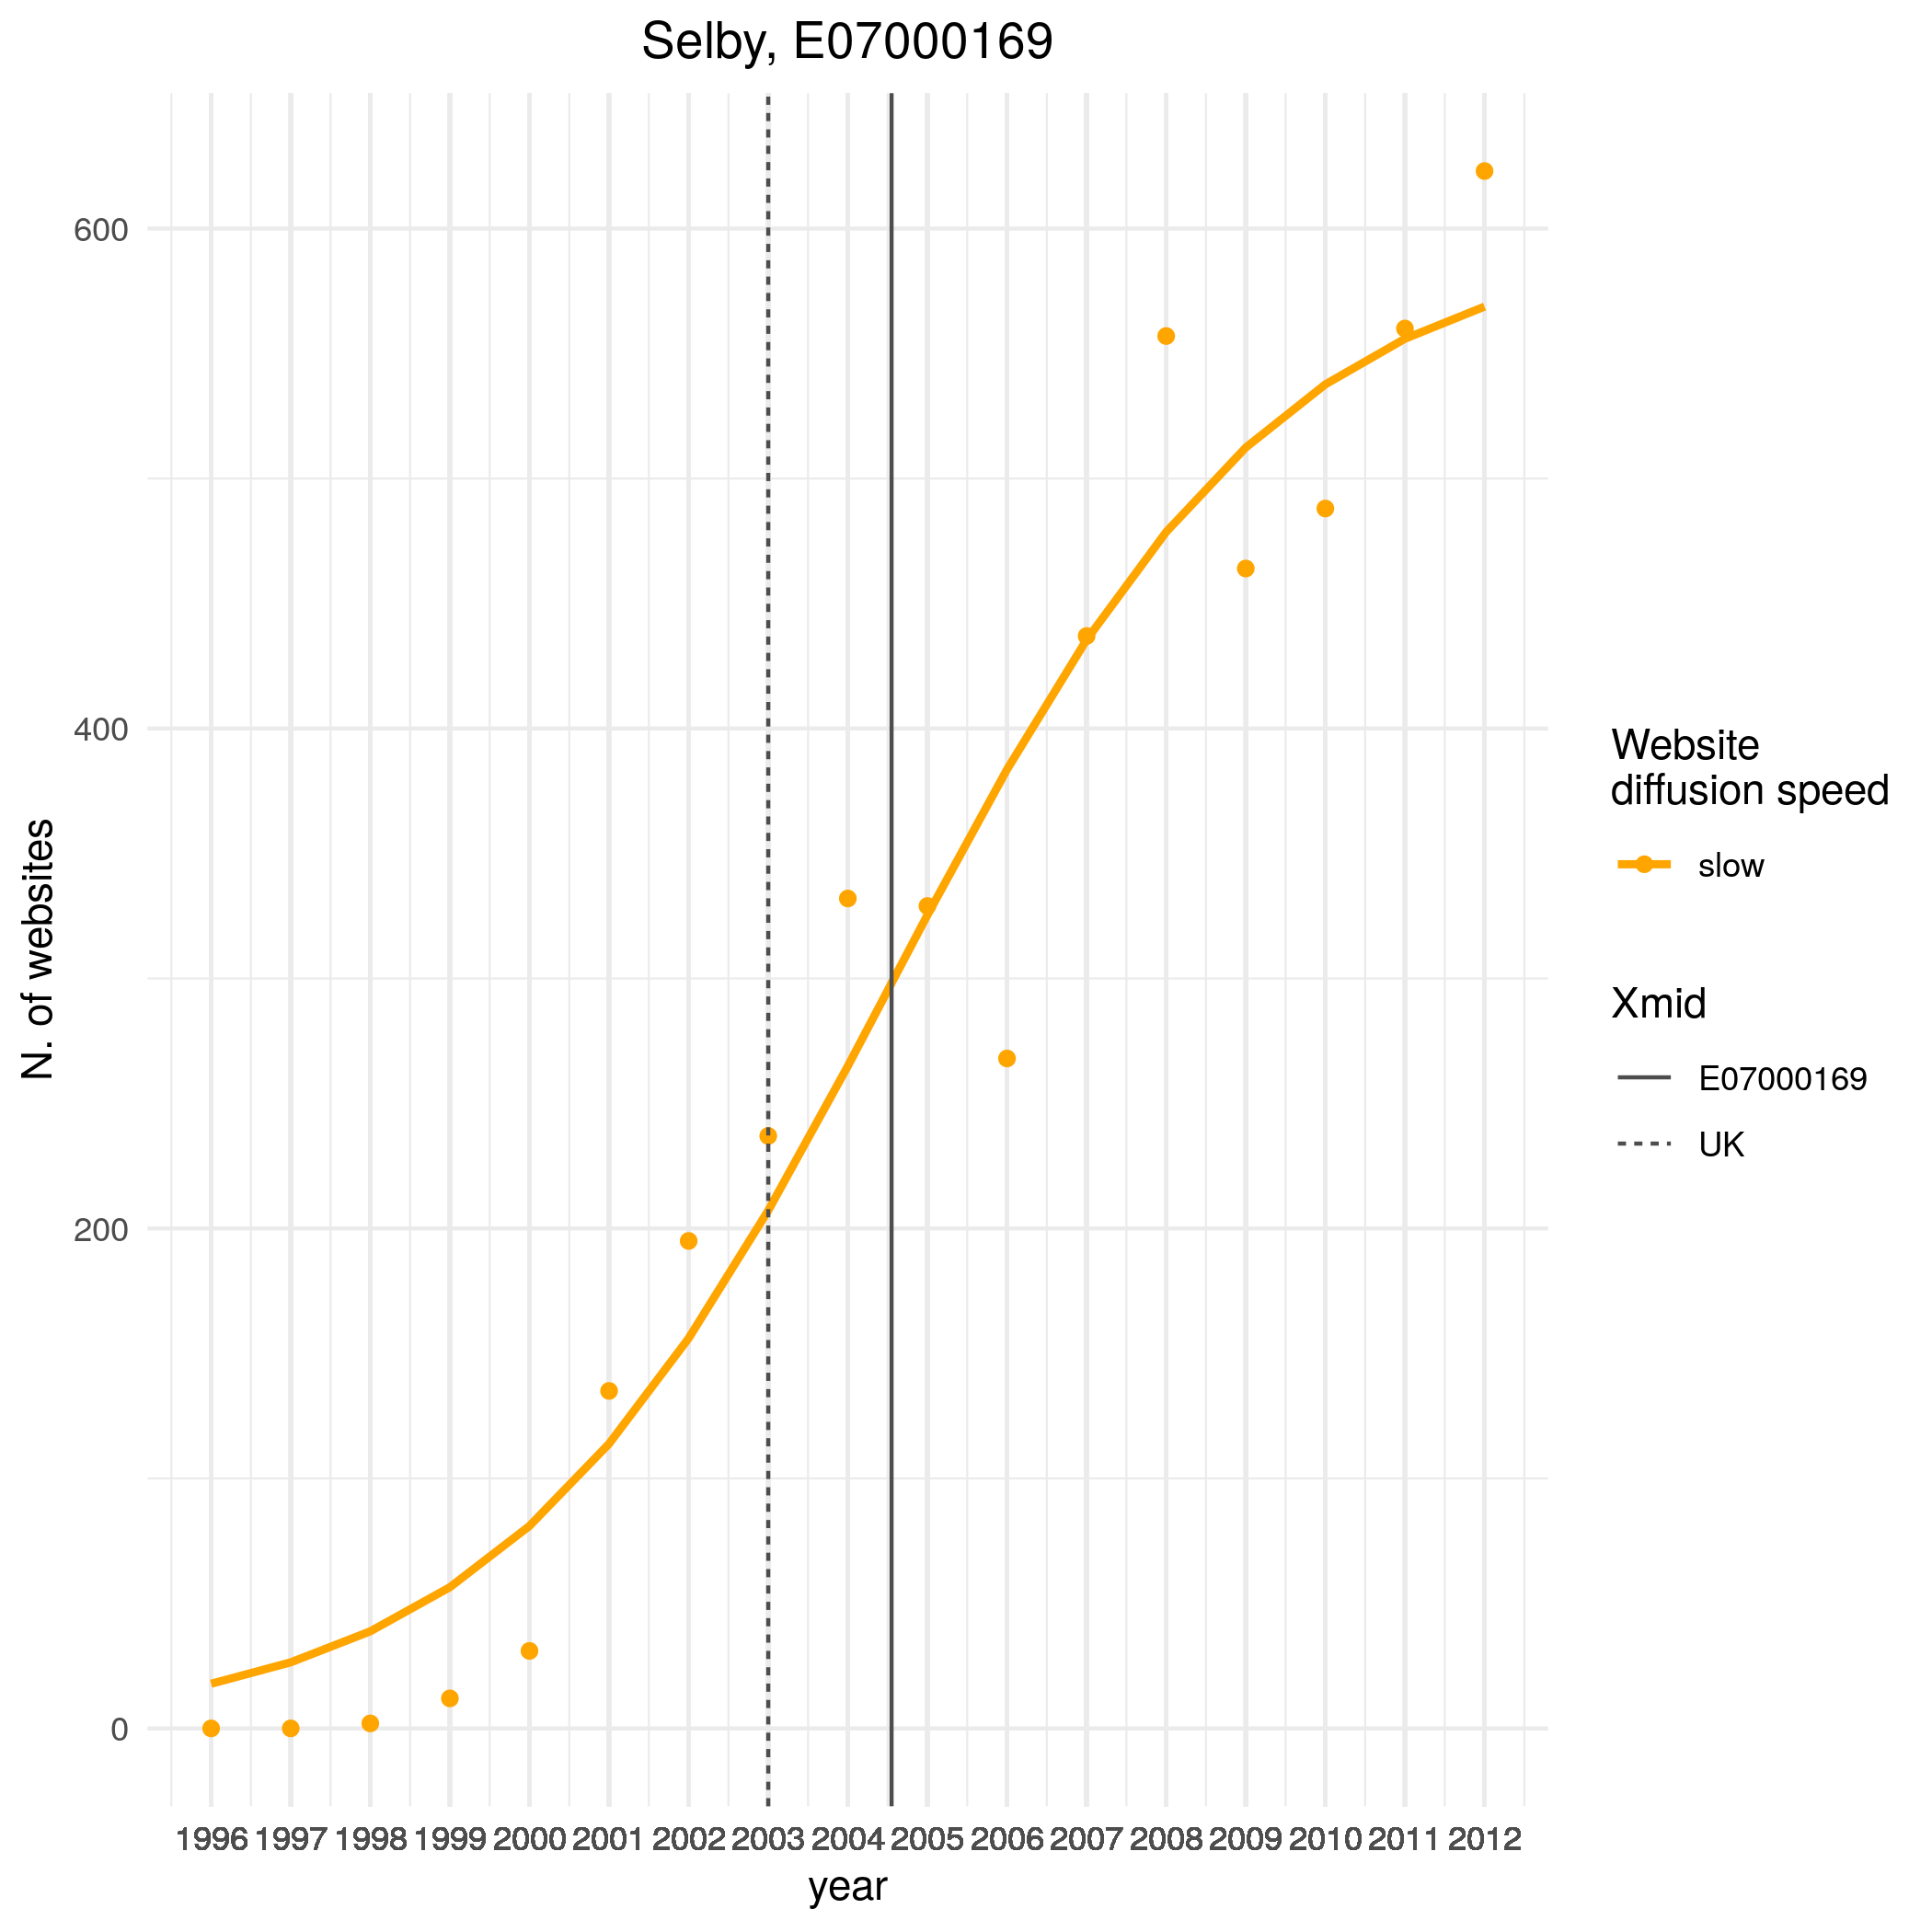 Selby, E07000169
600
400
200
0
N. of websites
1996 1997 1998 1999 2000 2001 2002 2003 2004 2005 2006 2007 2008 2009 2010 2011 2012
year
Website
diffusion speed
slow
Xmid
E07000169
UK